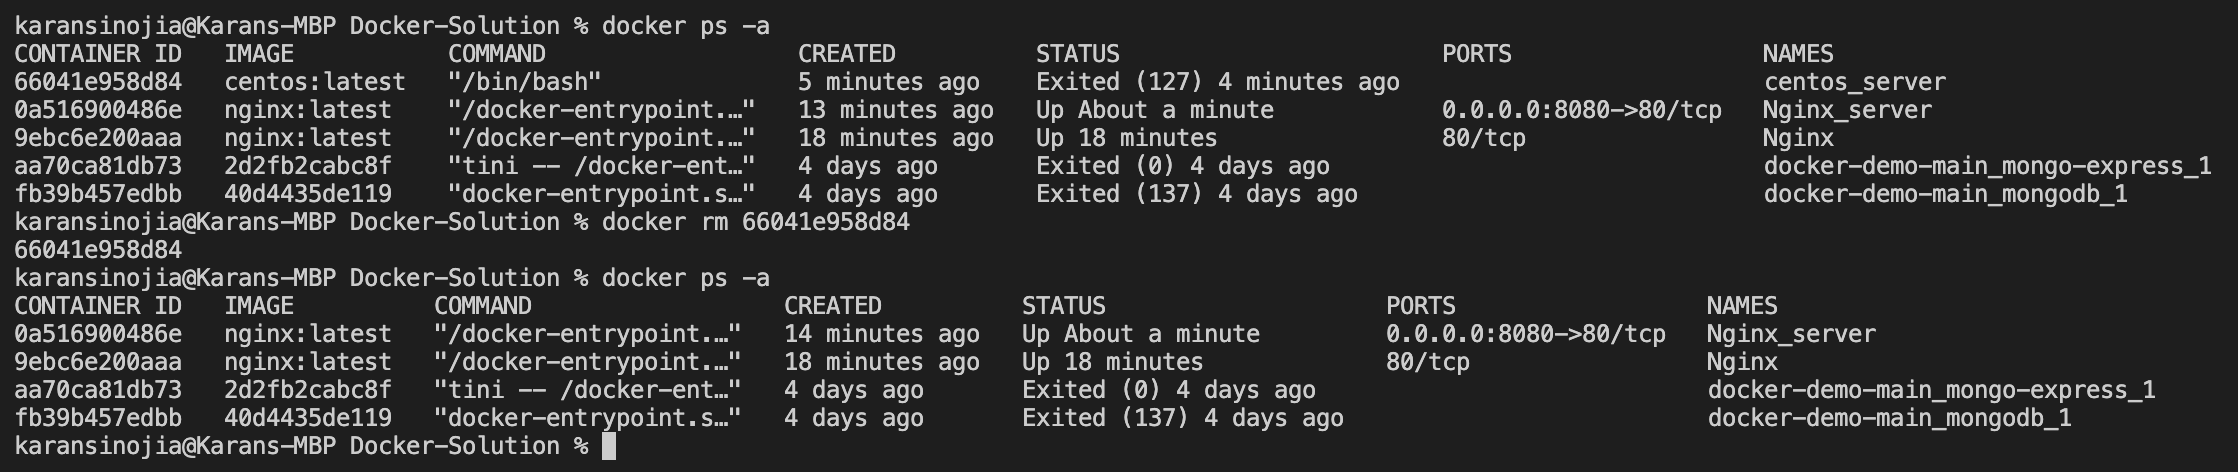 karansinojia@Karans-MBP Docker-Solution % docker ps -a
CONTAINER ID   IMAGE           COMMAND                  CREATED          STATUS                       PORTS                  NAMES
66041e958d84   centos:latest   "/bin/bash"              5 minutes ago    Exited (127) 4 minutes ago                          centos_server
0a516900486e   nginx:latest    "/docker-entrypoint.…"   13 minutes ago   Up About a minute            0.0.0.0:8080->80/tcp   Nginx_server
9ebc6e200aaa   nginx:latest    "/docker-entrypoint.…"   18 minutes ago   Up 18 minutes                80/tcp                 Nginx
aa70ca81db73   2d2fb2cabc8f    "tini -- /docker-ent…"   4 days ago       Exited (0) 4 days ago                               docker-demo-main_mongo-express_1
fb39b457edbb   40d4435de119    "docker-entrypoint.s…"   4 days ago       Exited (137) 4 days ago                             docker-demo-main_mongodb_1
karansinojia@Karans-MBP Docker-Solution % docker rm 66041e958d84
66041e958d84
karansinojia@Karans-MBP Docker-Solution % docker ps -a
CONTAINER ID   IMAGE          COMMAND                  CREATED          STATUS                    PORTS                  NAMES
0a516900486e   nginx:latest   "/docker-entrypoint.…"   14 minutes ago   Up About a minute         0.0.0.0:8080->80/tcp   Nginx_server
9ebc6e200aaa   nginx:latest   "/docker-entrypoint.…"   18 minutes ago   Up 18 minutes             80/tcp                 Nginx
aa70ca81db73   2d2fb2cabc8f   "tini -- /docker-ent…"   4 days ago       Exited (0) 4 days ago                            docker-demo-main_mongo-express_1
fb39b457edbb   40d4435de119   "docker-entrypoint.s…"   4 days ago       Exited (137) 4 days ago                          docker-demo-main_mongodb_1
karansinojia@Karans-MBP Docker-Solution %